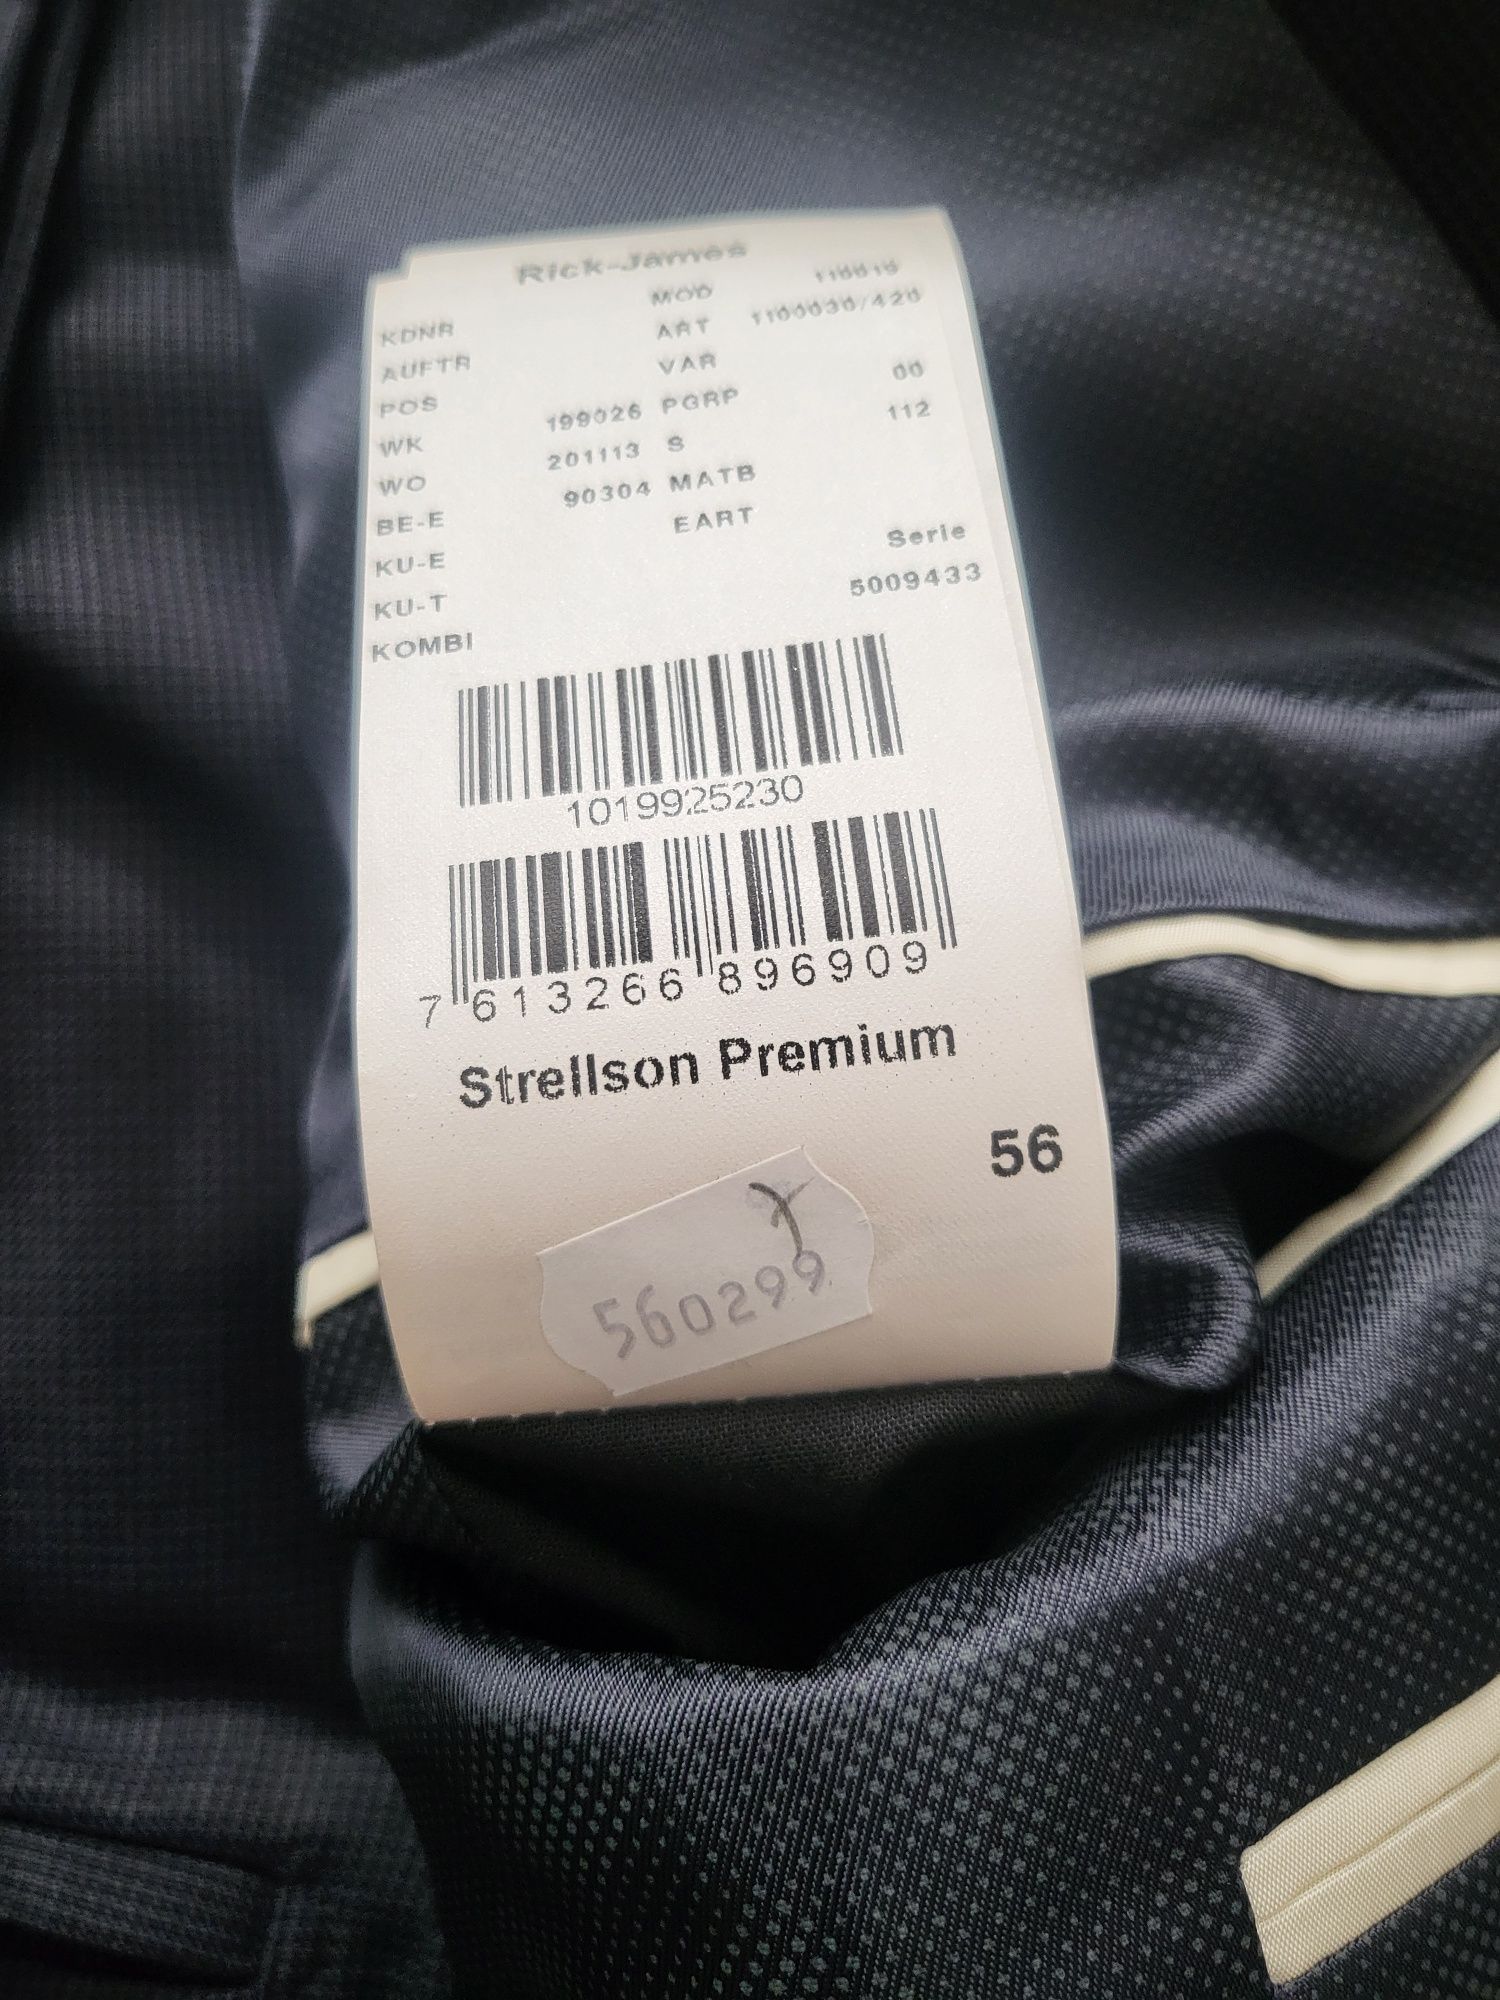 Rick-James
MOD 110019
KDNR ART 1100030/420
AUFTR VAR
POS PGRP 00
WK 199026 S 112
WO 201113 MATB
BE-E 90304 EART
KU-E Serie
KU-T 5009433
KOMBI
1019925230
7 613266 896909
Strellson Premium
56
560299